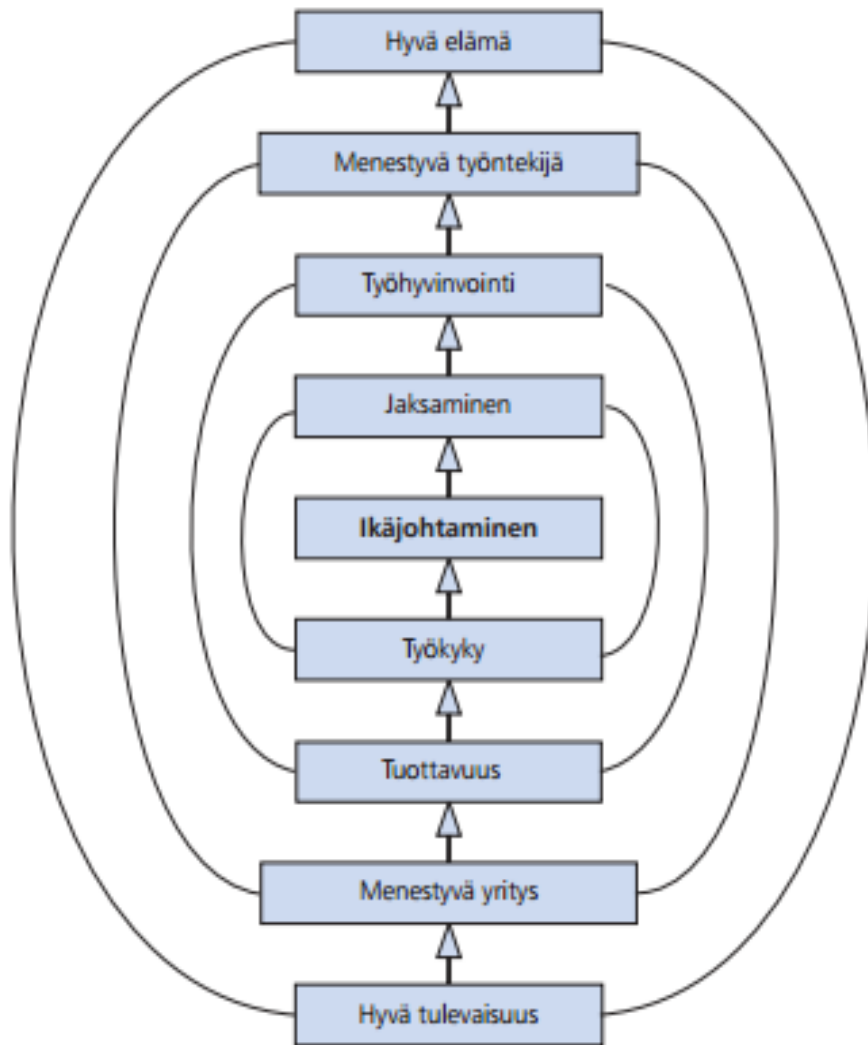 Hyvä elämä
Menestyvä työntekijä
Työhyvinvointi
Jaksaminen
Ikäjohtaminen
Työkyky
Tuottavuus
Menestyvä yritys
Hyvä tulevaisuus